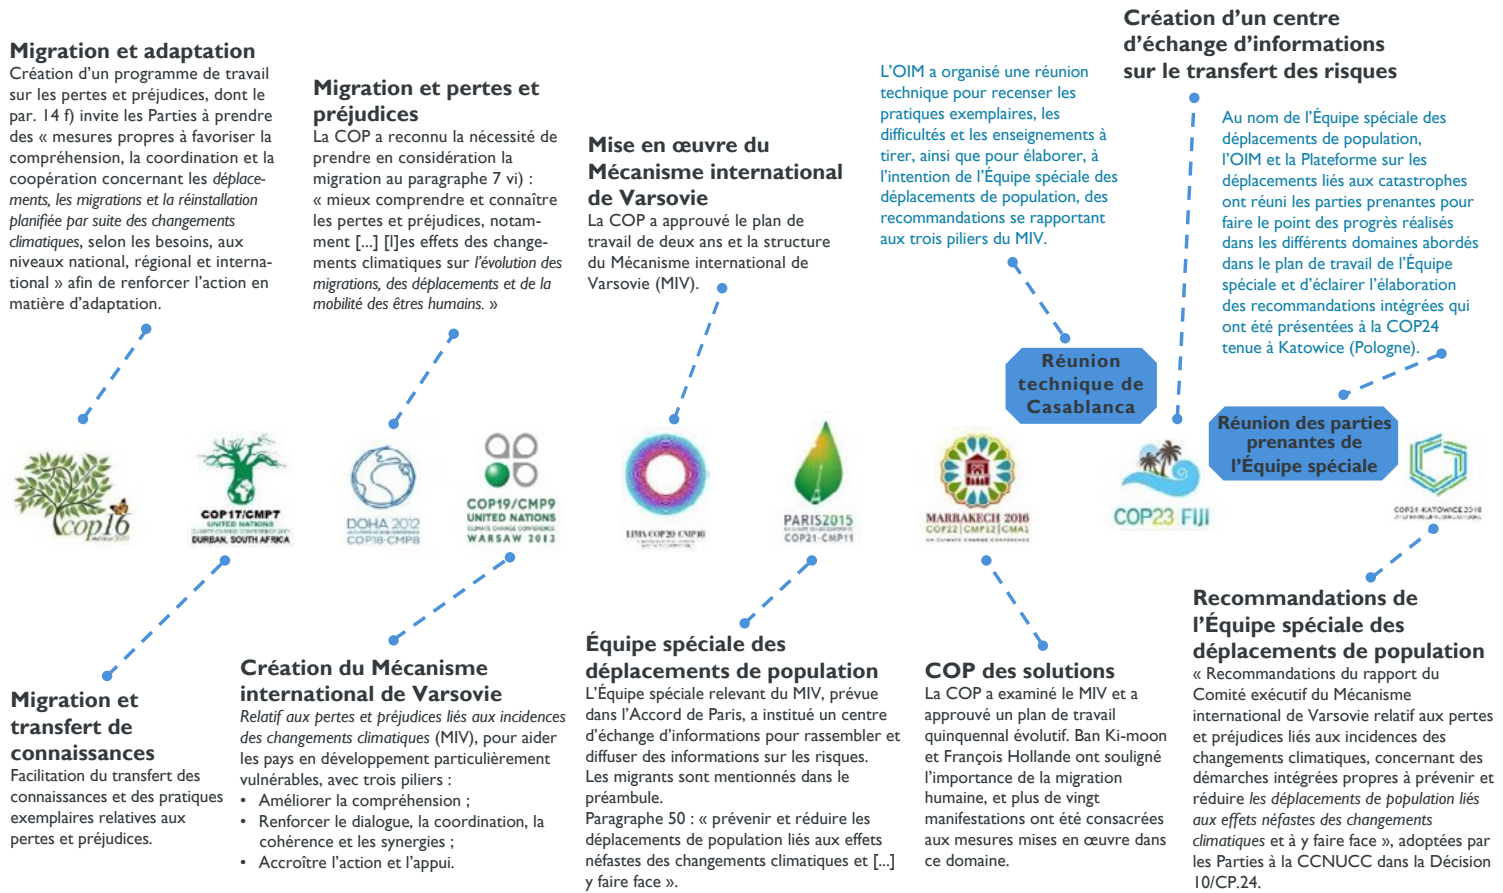 Migration et adaptation
Création d'un programme de travail
sur les pertes et préjudices, dont le
par. 14 f) invite les Parties à prendre
des « mesures propres à favoriser la
compréhension, la coordination et la
coopération concernant les déplace-
ments, les migrations et la réinstallation
planifiée par suite des changements
climatiques, selon les besoins, aux
niveaux national, régional et interna-
tional » afin de renforcer l'action en
matière d'adaptation.
Migration et pertes et
préjudices
La COP a reconnu la nécessité de
prendre en considération la
migration au paragraphe 7 vi) :
« mieux comprendre et connaître
les pertes et préjudices, notam-
ment [...] [l]es effets des change-
ments climatiques sur l'évolution des
migrations, des déplacements et de la
mobilité des êtres humains. »
Mise en œuvre du
Mécanisme international
de Varsovie
La COP a approuvé le plan de
travail de deux ans et la structure
du Mécanisme international de
Varsovie (MIV).
L'OIM a organisé une réunion
technique pour recenser les
pratiques exemplaires, les
difficultés et les enseignements à
tirer, ainsi que pour élaborer, à
l'intention de l'Équipe spéciale des
déplacements de population, des
recommandations se rapportant
aux trois piliers du MIV.
Création d'un centre
d'échange d'informations
sur le transfert des risques
Au nom de l'Équipe spéciale des
déplacements de population,
l'OIM et la Plateforme sur les
déplacements liés aux catastrophes
ont réuni les parties prenantes pour
faire le point des progrès réalisés
dans les différents domaines abordés
dans le plan de travail de l'Équipe
spéciale et d'éclairer l'élaboration
des recommandations intégrées qui
ont été présentées à la COP24
tenue à Katowice (Pologne).
Réunion
technique de
Casablanca
Réunion des parties
prenantes de
l'Équipe spéciale
cop16
COP17/CMP7
UNITED NATIONS
CLIMATE CHANGE CONFERENCE 2011
DURBAN, SOUTH AFRICA
DOHA 2012
COP18·CMP8
COP19/CMP9
UNITED NATIONS
CLIMATE CHANGE CONFERENCE
WARSAW 2013
LIMA COP20 CMP10
PARIS2015
COP21·CMP11
MARRAKECH 2016
COP22|CMP12|CMA1
UN CLIMATE CHANGE CONFERENCE
COP23 FIJI
COP24·KATOWICE 2018
Migration et
transfert de
connaissances
Facilitation du transfert des
connaissances et des pratiques
exemplaires relatives aux
pertes et préjudices.
Création du Mécanisme
international de Varsovie
Relatif aux pertes et préjudices liés aux incidences
des changements climatiques (MIV), pour aider
les pays en développement particulièrement
vulnérables, avec trois piliers :
• Améliorer la compréhension ;
• Renforcer le dialogue, la coordination, la
cohérence et les synergies ;
• Accroître l'action et l'appui.
Équipe spéciale des
déplacements de population
L'Équipe spéciale relevant du MIV, prévue
dans l'Accord de Paris, a institué un centre
d'échange d'informations pour rassembler et
diffuser des informations sur les risques.
Les migrants sont mentionnés dans le
préambule.
Paragraphe 50 : « prévenir et réduire les
déplacements de population liés aux effets
néfastes des changements climatiques et [...]
y faire face ».
COP des solutions
La COP a examiné le MIV et a
approuvé un plan de travail
quinquennal évolutif. Ban Ki-moon
et François Hollande ont souligné
l'importance de la migration
humaine, et plus de vingt
manifestations ont été consacrées
aux mesures mises en œuvre dans
ce domaine.
Recommandations de
l'Équipe spéciale des
déplacements de population
« Recommandations du rapport du
Comité exécutif du Mécanisme
international de Varsovie relatif aux pertes
et préjudices liés aux incidences des
changements climatiques, concernant des
démarches intégrées propres à prévenir et
réduire les déplacements de population liés
aux effets néfastes des changements
climatiques et à y faire face », adoptées par
les Parties à la CCNUCC dans la Décision
10/CP.24.